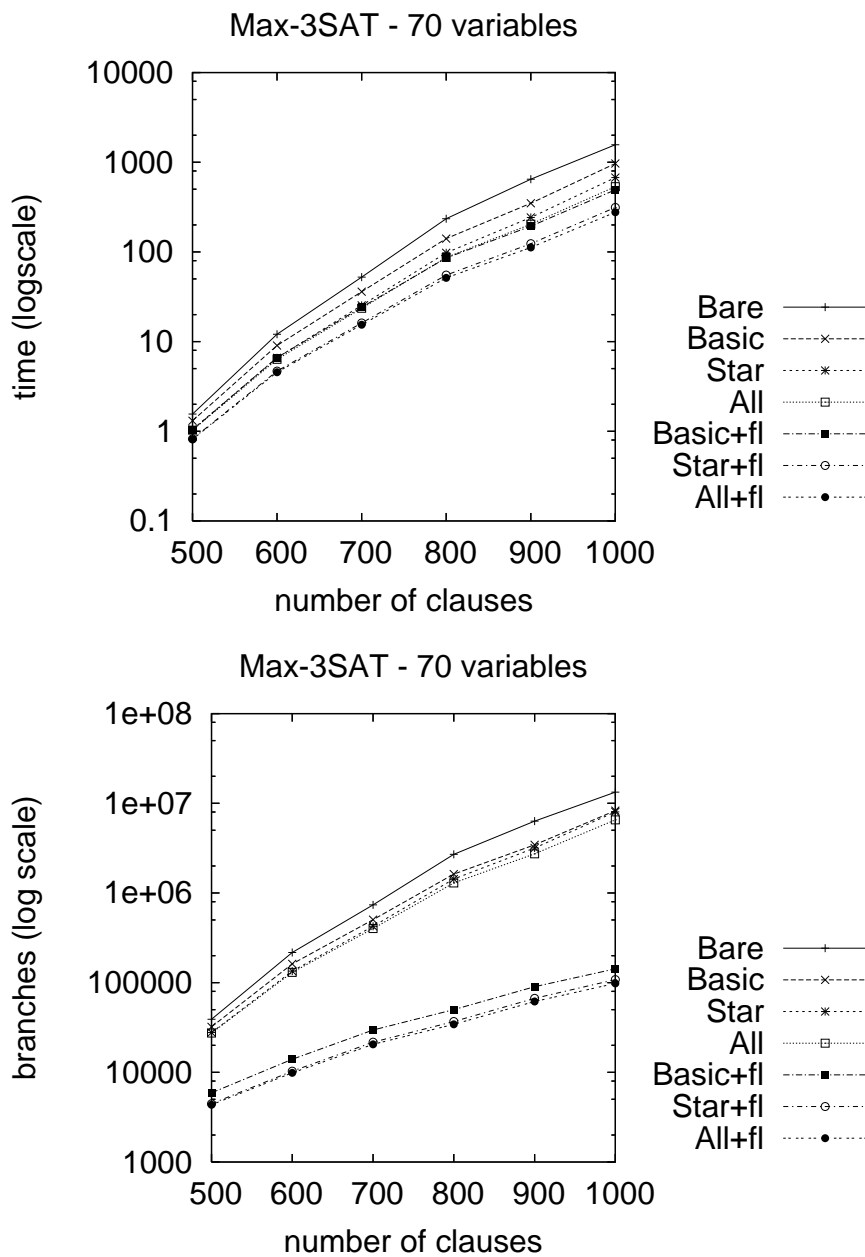 Max-3SAT - 70 variables
10000
1000
100
10
1
0.1
time (logscale)
500 600 700 800 900 1000
number of clauses
Bare
Basic
Star
All
Basic+fl
Star+fl
All+fl
Max-3SAT - 70 variables
1e+08
1e+07
1e+06
100000
10000
1000
branches (log scale)
500 600 700 800 900 1000
number of clauses
Bare
Basic
Star
All
Basic+fl
Star+fl
All+fl